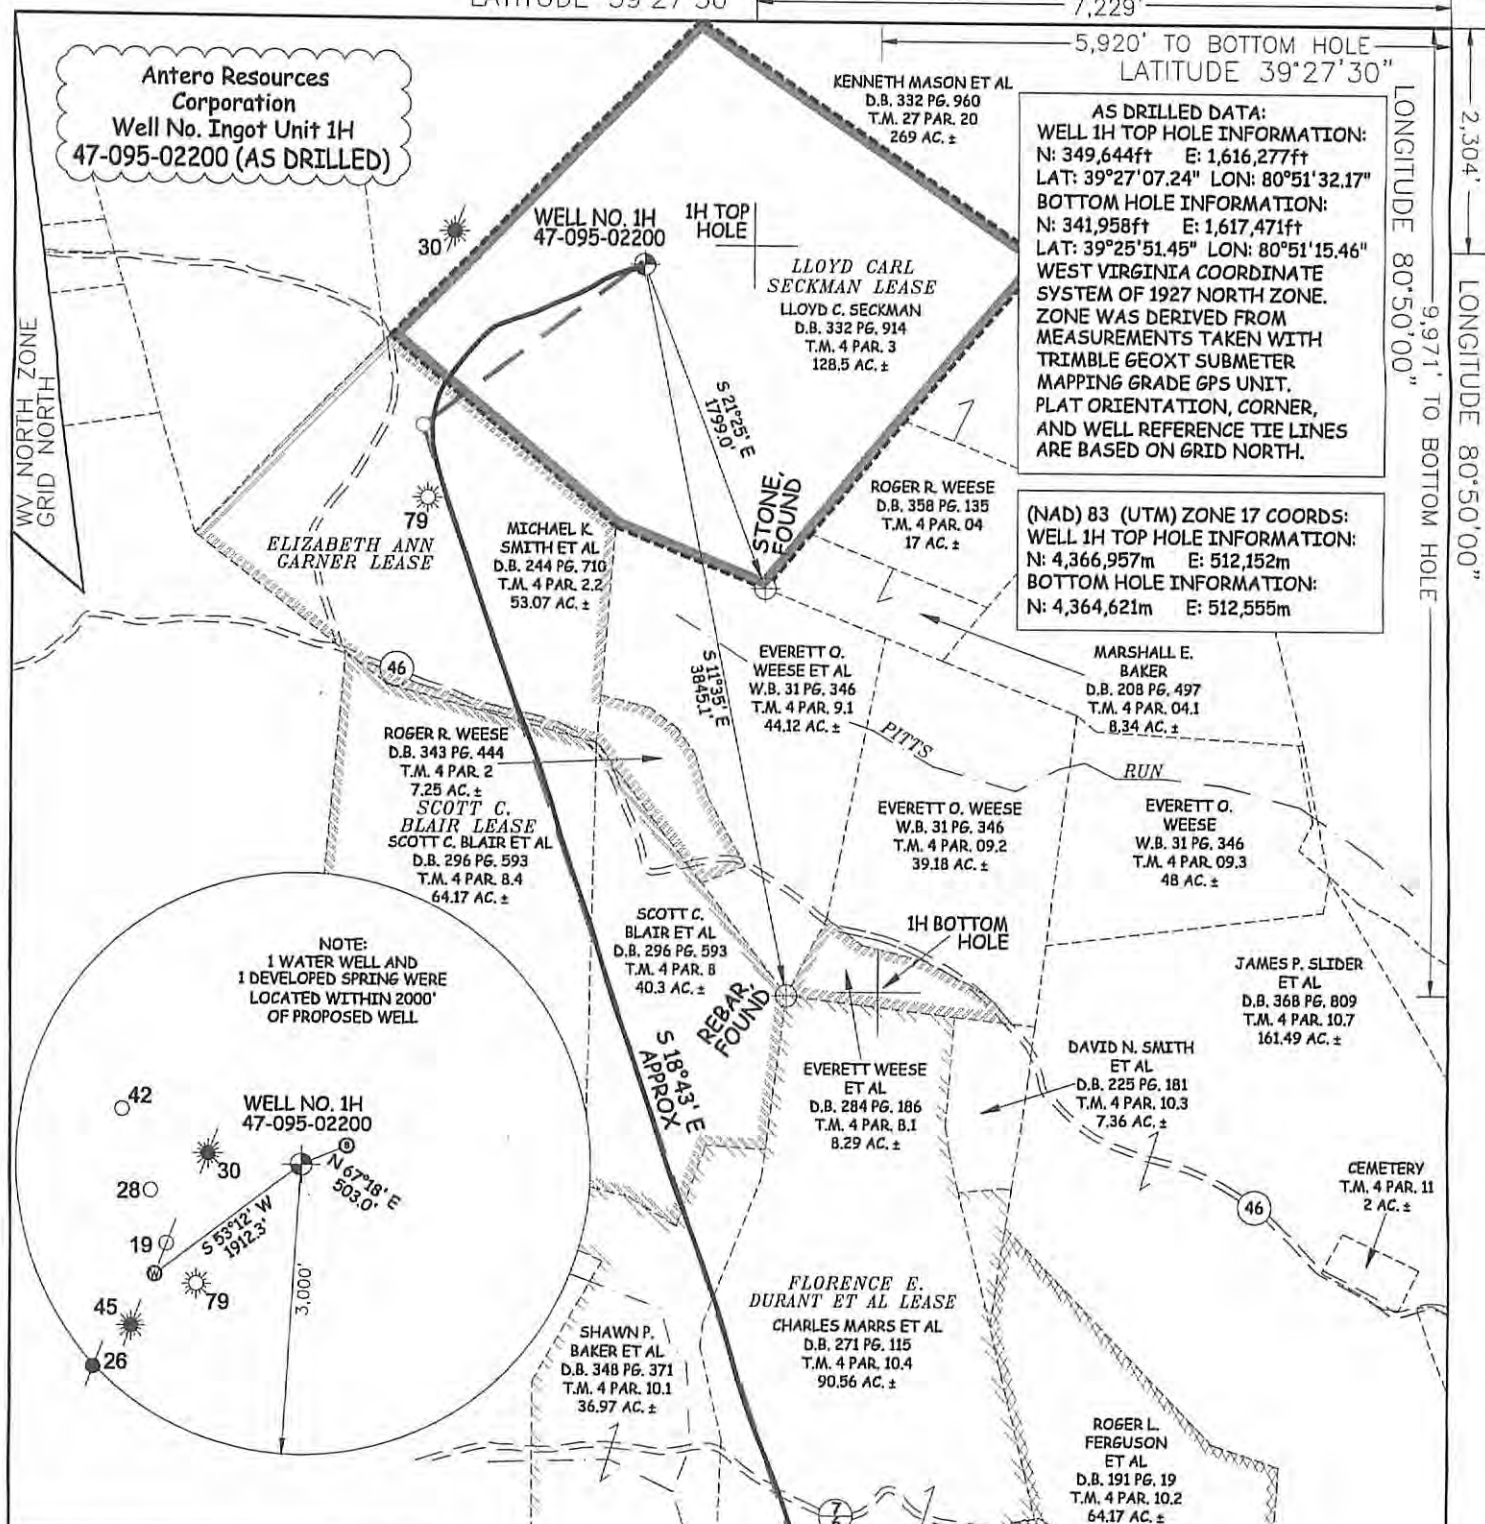 LATITUDE 39°27'30"
7,229'
5,920' TO BOTTOM HOLE
LATITUDE 39°27'30"
2,304'
LONGITUDE 80°50'00"
9,971' TO BOTTOM HOLE
LONGITUDE 80°50'00"
Antero Resources
Corporation
Well No. Ingot Unit 1H
47-095-02200 (AS DRILLED)
WV NORTH ZONE
GRID NORTH
KENNETH MASON ET AL
D.B. 332 PG. 960
T.M. 27 PAR. 20
269 AC. ±
AS DRILLED DATA:
WELL 1H TOP HOLE INFORMATION:
N: 349,644ft E: 1,616,277ft
LAT: 39°27'07.24" LON: 80°51'32.17"
BOTTOM HOLE INFORMATION:
N: 341,958ft E: 1,617,471ft
LAT: 39°25'51.45" LON: 80°51'15.46"
WEST VIRGINIA COORDINATE
SYSTEM OF 1927 NORTH ZONE.
ZONE WAS DERIVED FROM
MEASUREMENTS TAKEN WITH
TRIMBLE GEOXT SUBMETER
MAPPING GRADE GPS UNIT.
PLAT ORIENTATION, CORNER,
AND WELL REFERENCE TIE LINES
ARE BASED ON GRID NORTH.
(NAD) 83 (UTM) ZONE 17 COORDS:
WELL 1H TOP HOLE INFORMATION:
N: 4,366,957m E: 512,152m
BOTTOM HOLE INFORMATION:
N: 4,364,621m E: 512,555m
30
WELL NO. 1H
47-095-02200
1H TOP
HOLE
LLOYD CARL
SECKMAN LEASE
LLOYD C. SECKMAN
D.B. 332 PG. 914
T.M. 4 PAR. 3
128.5 AC. ±
S 21°25' E
1799.0'
STONE,
FOUND
79
ELIZABETH ANN
GARNER LEASE
MICHAEL K.
SMITH ET AL
D.B. 244 PG. 710
T.M. 4 PAR. 2.2
53.07 AC. ±
ROGER R. WEESE
D.B. 358 PG. 135
T.M. 4 PAR. 04
17 AC. ±
46
S 11°35' E
3845.1'
EVERETT O.
WEESE ET AL
W.B. 31 PG. 346
T.M. 4 PAR. 9.1
44.12 AC. ±
MARSHALL E.
BAKER
D.B. 208 PG. 497
T.M. 4 PAR. 04.1
8.34 AC. ±
PITTS
RUN
ROGER R. WEESE
D.B. 343 PG. 444
T.M. 4 PAR. 2
7.25 AC. ±
SCOTT C.
BLAIR LEASE
SCOTT C. BLAIR ET AL
D.B. 296 PG. 593
T.M. 4 PAR. 8.4
64.17 AC. ±
EVERETT O. WEESE
W.B. 31 PG. 346
T.M. 4 PAR. 09.2
39.18 AC. ±
EVERETT O.
WEESE
W.B. 31 PG. 346
T.M. 4 PAR. 09.3
48 AC. ±
SCOTT C.
BLAIR ET AL
D.B. 296 PG. 593
T.M. 4 PAR. 8
40.3 AC. ±
1H BOTTOM
HOLE
REBAR,
FOUND
JAMES P. SLIDER
ET AL
D.B. 368 PG. 809
T.M. 4 PAR. 10.7
161.49 AC. ±
NOTE:
1 WATER WELL AND
1 DEVELOPED SPRING WERE
LOCATED WITHIN 2000'
OF PROPOSED WELL
S 18°43' E
APPROX
EVERETT WEESE
ET AL
D.B. 284 PG. 186
T.M. 4 PAR. 8.1
8.29 AC. ±
DAVID N. SMITH
ET AL
D.B. 225 PG. 181
T.M. 4 PAR. 10.3
7.36 AC. ±
42
WELL NO. 1H
47-095-02200
30
N 67°18' E
503.0'
28
S 53°12' W
1912.3'
19
W
79
45
26
3,000'
CEMETERY
T.M. 4 PAR. 11
2 AC. ±
46
FLORENCE E.
DURANT ET AL LEASE
CHARLES MARRS ET AL
D.B. 271 PG. 115
T.M. 4 PAR. 10.4
90.56 AC. ±
SHAWN P.
BAKER ET AL
D.B. 348 PG. 371
T.M. 4 PAR. 10.1
36.97 AC. ±
ROGER L.
FERGUSON
ET AL
D.B. 191 PG. 19
T.M. 4 PAR. 10.2
64.17 AC. ±
7